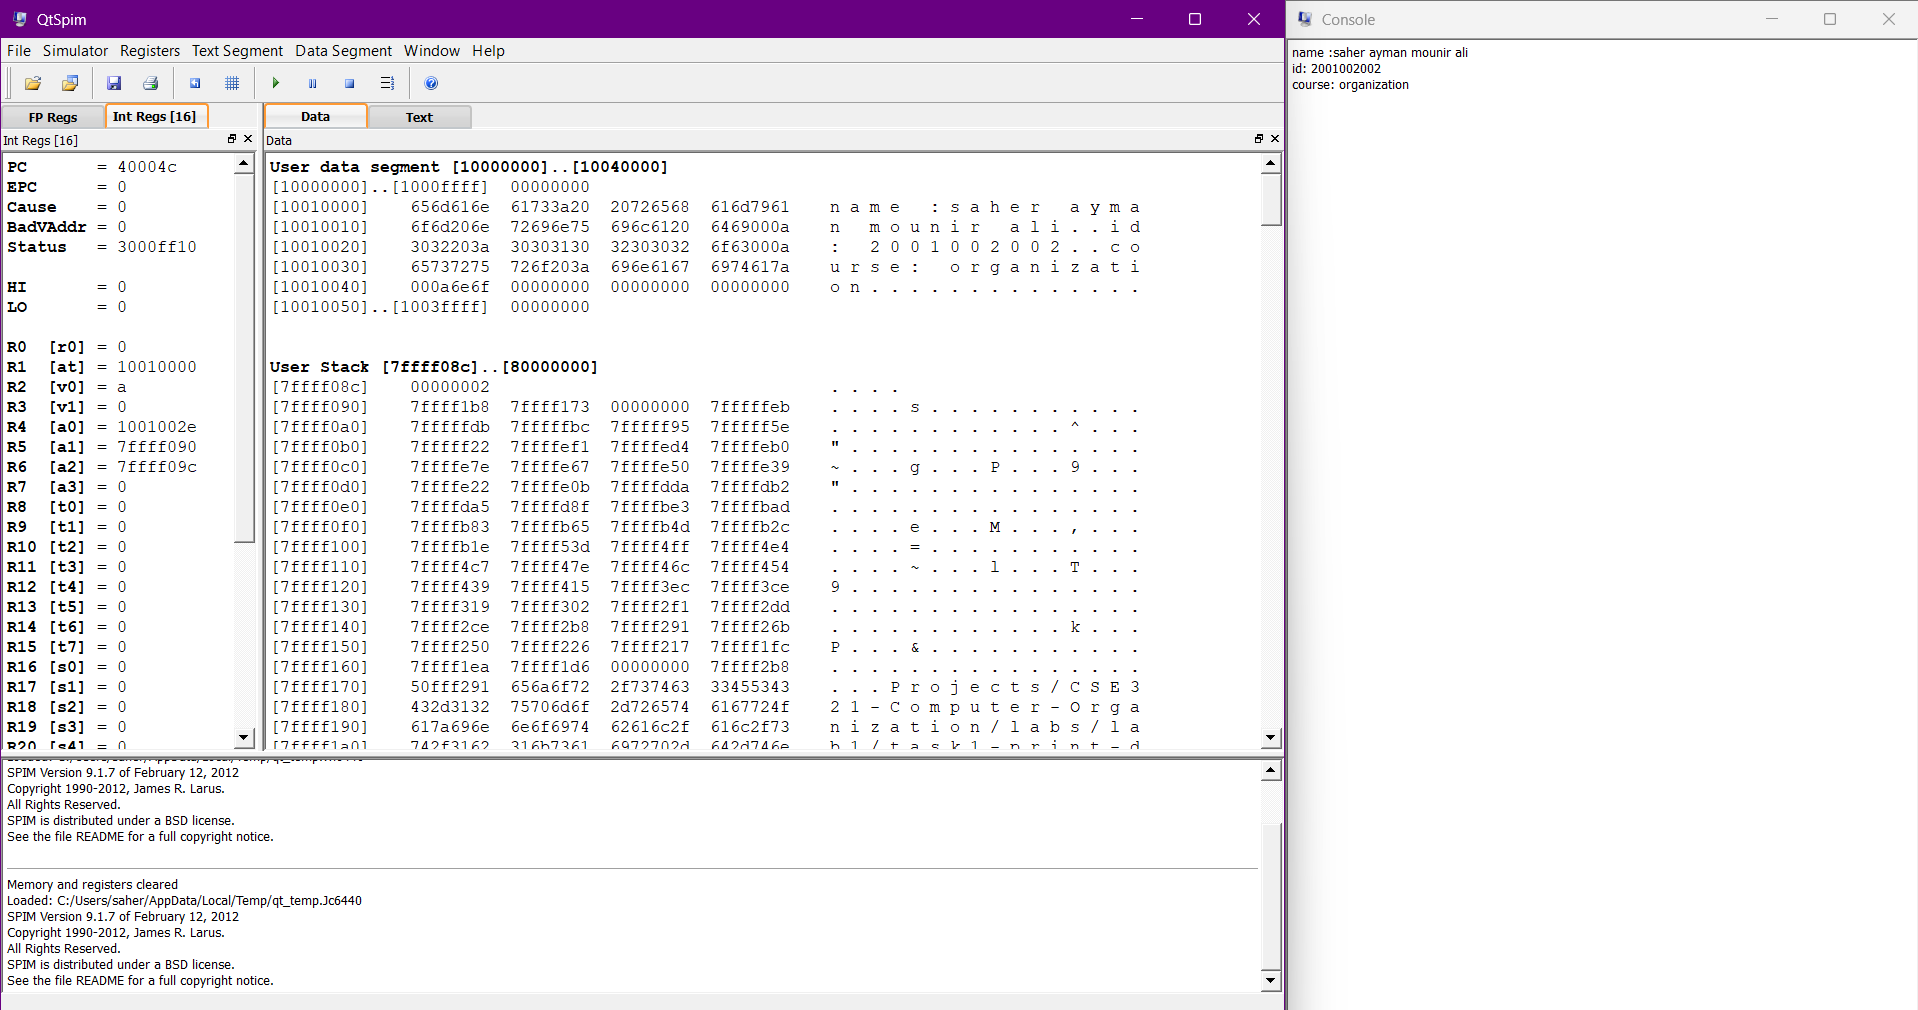 QtSpim
File Simulator Registers Text Segment Data Segment Window Help
FP Regs Int Regs [16]
Int Regs [16]
PC = 40004c
EPC = 0
Cause = 0
BadVAddr = 0
Status = 3000ff10
HI = 0
LO = 0
R0 [r0] = 0
R1 [at] = 10010000
R2 [v0] = a
R3 [v1] = 0
R4 [a0] = 1001002e
R5 [a1] = 7ffff090
R6 [a2] = 7ffff09c
R7 [a3] = 0
R8 [t0] = 0
R9 [t1] = 0
R10 [t2] = 0
R11 [t3] = 0
R12 [t4] = 0
R13 [t5] = 0
R14 [t6] = 0
R15 [t7] = 0
R16 [s0] = 0
R17 [s1] = 0
R18 [s2] = 0
R19 [s3] = 0
R20 [s4] = 0
Data Text
Data
User data segment [10000000]..[10040000]
[10000000]..[1000ffff] 00000000
[10010000] 656d616e 61733a20 20726568 616d7961 n a m e : s a h e r a y m a
[10010010] 6f6d206e 72696e75 696c6120 6469000a n m o u n i r a l i . . i d
[10010020] 3032203a 30303130 32303032 6f63000a : 2 0 0 1 0 0 2 0 0 2 . . c o
[10010030] 65737275 726f203a 696e6167 6974617a u r s e : o r g a n i z a t i
[10010040] 000a6e6f 00000000 00000000 00000000 o n . . . . . . . . . . . . . .
[10010050]..[1003ffff] 00000000
User Stack [7ffff08c]..[80000000]
[7ffff08c] 00000002 . . . .
[7ffff090] 7ffff1b8 7ffff173 00000000 7fffffeb . . . . s . . . . . . . . . . .
[7ffff0a0] 7fffffdb 7fffffbc 7fffff95 7fffff5e . . . . . . . . . . . . ^ . . .
[7ffff0b0] 7fffff22 7ffffef1 7ffffed4 7ffffeb0 " . . . . . . . . . . . . . . .
[7ffff0c0] 7ffffe7e 7ffffe67 7ffffe50 7ffffe39 ~ . . . g . . . P . . . 9 . . .
[7ffff0d0] 7ffffe22 7ffffe0b 7ffffdda 7ffffdb2 " . . . . . . . . . . . . . . .
[7ffff0e0] 7ffffda5 7ffffd8f 7ffffbe3 7ffffbad . . . . . . . . . . . . . . . .
[7ffff0f0] 7ffffb83 7ffffb65 7ffffb4d 7ffffb2c . . . . e . . . M . . . , . . .
[7ffff100] 7ffffb1e 7ffff53d 7ffff4ff 7ffff4e4 . . . . = . . . . . . . . . . .
[7ffff110] 7ffff4c7 7ffff47e 7ffff46c 7ffff454 . . . . ~ . . . l . . . T . . .
[7ffff120] 7ffff439 7ffff415 7ffff3ec 7ffff3ce 9 . . . . . . . . . . . . . . .
[7ffff130] 7ffff319 7ffff302 7ffff2f1 7ffff2dd . . . . . . . . . . . . . . . .
[7ffff140] 7ffff2ce 7ffff2b8 7ffff291 7ffff26b . . . . . . . . . . . . k . . .
[7ffff150] 7ffff250 7ffff226 7ffff217 7ffff1fc P . . . & . . . . . . . . . . .
[7ffff160] 7ffff1ea 7ffff1d6 00000000 7ffff2b8 . . . . . . . . . . . . . . . .
[7ffff170] 50fff291 656a6f72 2f737463 33455343 . . . P r o j e c t s / C S E 3
[7ffff180] 432d3132 75706d6f 2d726574 6167724f 2 1 - C o m p u t e r - O r g a
[7ffff190] 617a696e 6e6f6974 62616c2f 616c2f73 n i z a t i o n / l a b s / l a
[7ffff1a0] 742f3162 316b7361 6972702d 642d746e b 1 / t a s k 1 - p r i n t - d
SPIM Version 9.1.7 of February 12, 2012
Copyright 1990-2012, James R. Larus.
All Rights Reserved.
SPIM is distributed under a BSD license.
See the file README for a full copyright notice.
Memory and registers cleared
Loaded: C:/Users/saher/AppData/Local/Temp/qt_temp.Jc6440
SPIM Version 9.1.7 of February 12, 2012
Copyright 1990-2012, James R. Larus.
All Rights Reserved.
SPIM is distributed under a BSD license.
See the file README for a full copyright notice.
Console
name :saher ayman mounir ali
id: 2001002002
course: organization